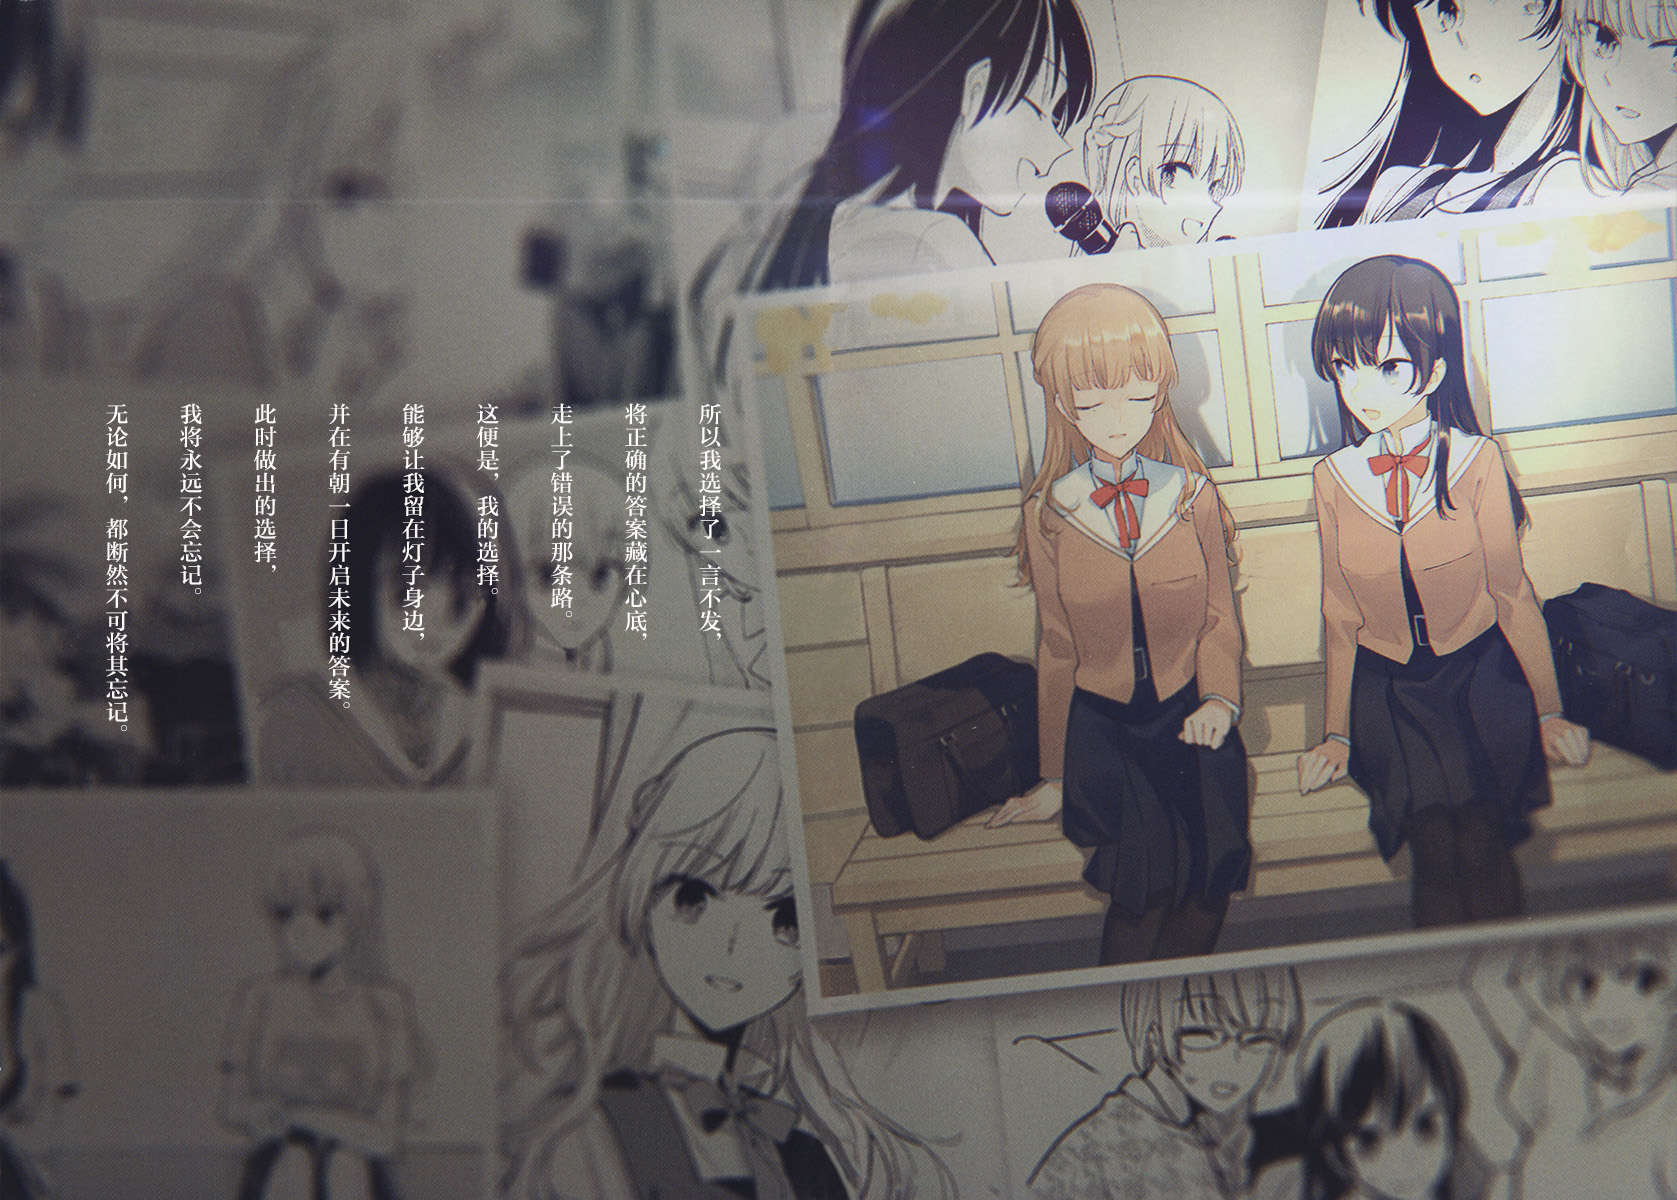 所以我选择了一言不发，
将正确的答案藏在心底，
走上了错误的那条路。
这便是，我的选择。
能够让我留在灯子身边，
并在有朝一日开启未来的答案。
此时做出的选择，
我将永远不会忘记。
无论如何，都断然不可将其忘记。